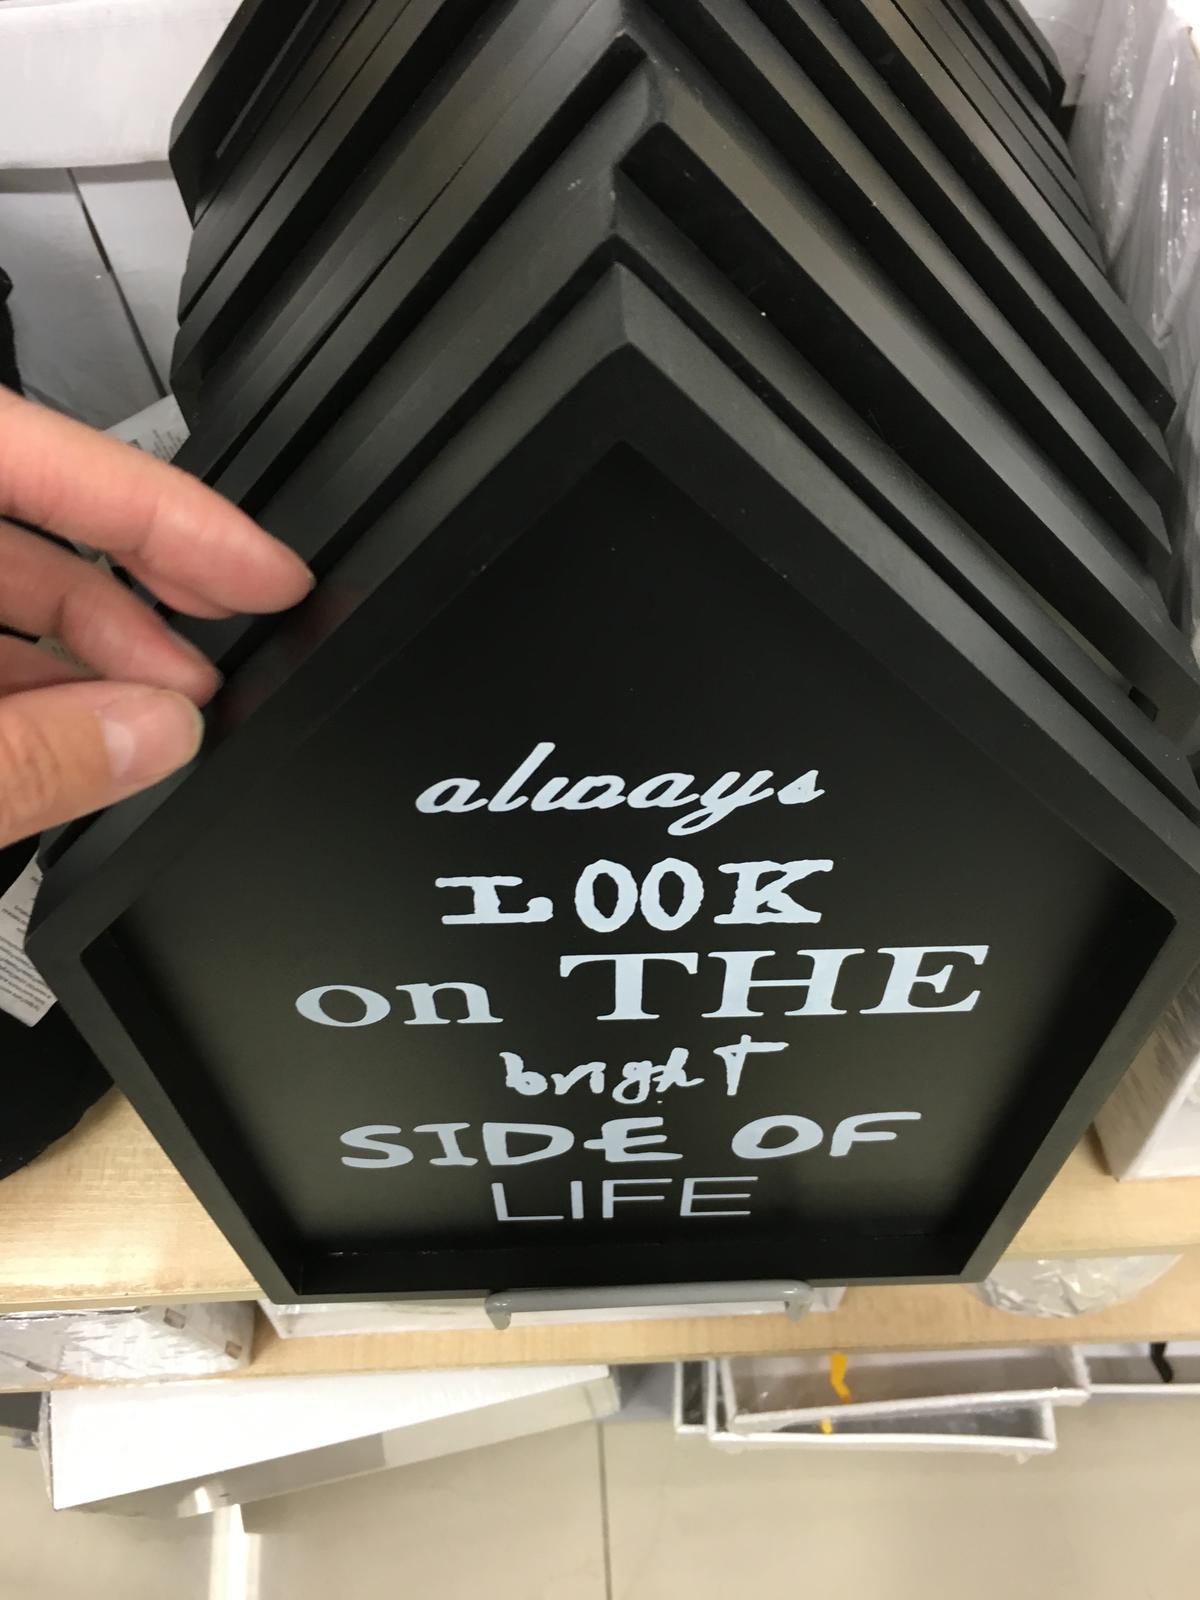 always
LOOK
on THE
bright
SIDE OF
LIFE